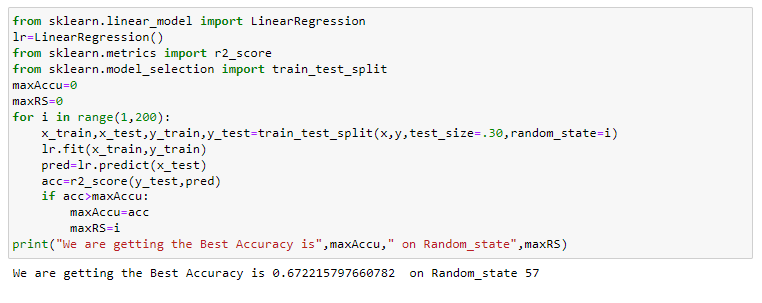 from sklearn.linear_model import LinearRegression
lr=LinearRegression()
from sklearn.metrics import r2_score
from sklearn.model_selection import train_test_split
maxAccu=0
maxRS=0
for i in range(1,200):
    x_train,x_test,y_train,y_test=train_test_split(x,y,test_size=.30,random_state=i)
    lr.fit(x_train,y_train)
    pred=lr.predict(x_test)
    acc=r2_score(y_test,pred)
    if acc>maxAccu:
        maxAccu=acc
        maxRS=i
print("We are getting the Best Accuracy is",maxAccu," on Random_state",maxRS)
We are getting the Best Accuracy is 0.672215797660782  on Random_state 57